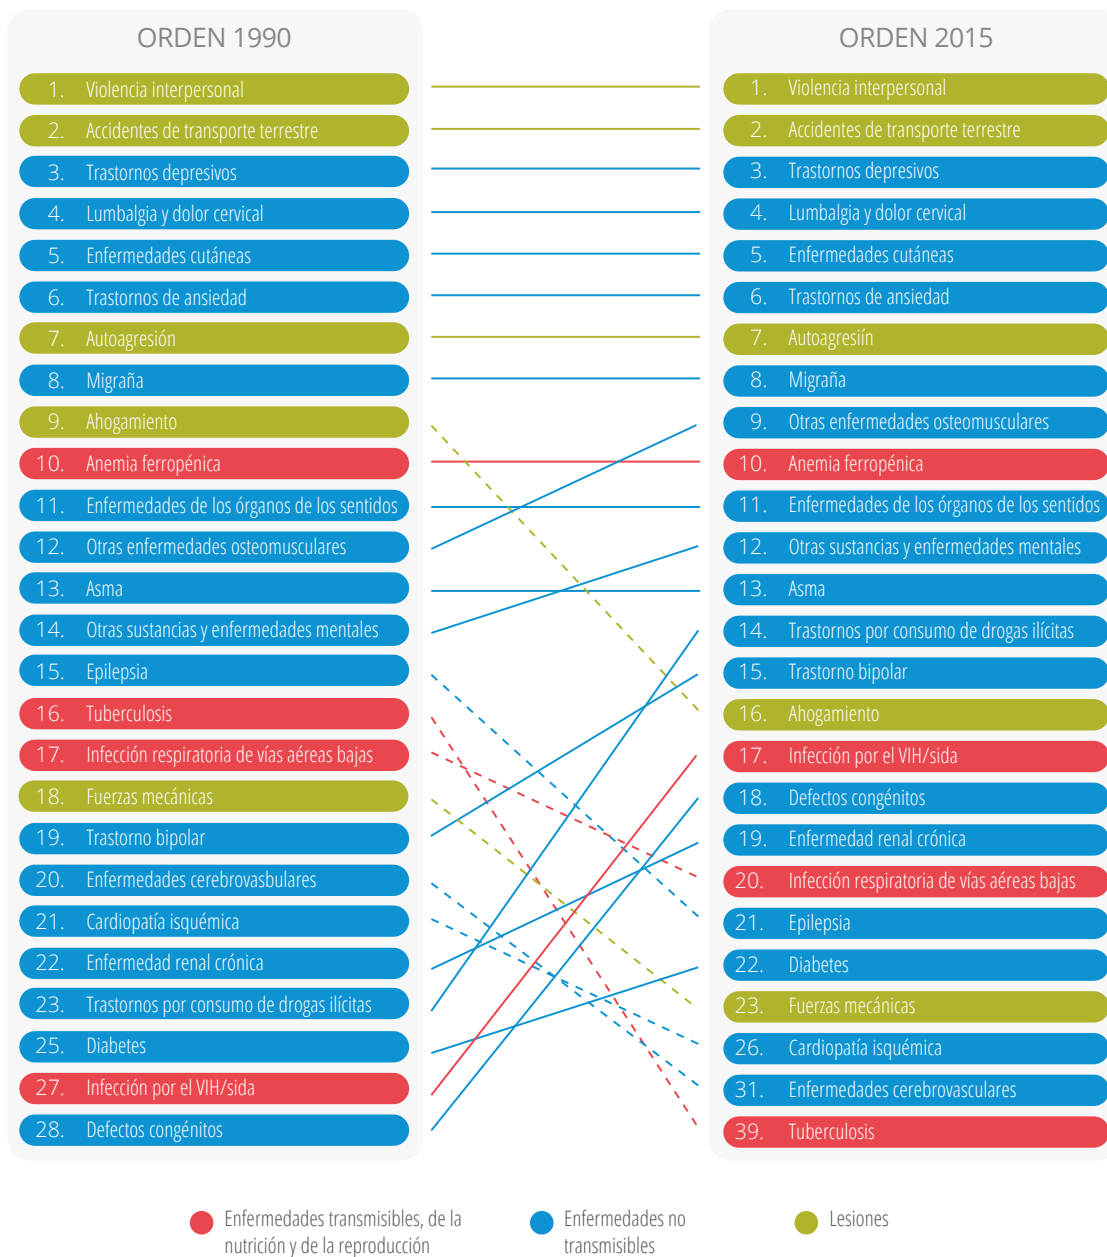 ORDEN 1990
1. Violencia interpersonal
2. Accidentes de transporte terrestre
3. Trastornos depresivos
4. Lumbalgia y dolor cervical
5. Enfermedades cutáneas
6. Trastornos de ansiedad
7. Autoagresión
8. Migraña
9. Ahogamiento
10. Anemia ferropénica
11. Enfermedades de los órganos de los sentidos
12. Otras enfermedades osteomusculares
13. Asma
14. Otras sustancias y enfermedades mentales
15. Epilepsia
16. Tuberculosis
17. Infección respiratoria de vías aéreas bajas
18. Fuerzas mecánicas
19. Trastorno bipolar
20. Enfermedades cerebrovasbulares
21. Cardiopatía isquémica
22. Enfermedad renal crónica
23. Trastornos por consumo de drogas ilícitas
25. Diabetes
27. Infección por el VIH/sida
28. Defectos congénitos
ORDEN 2015
1. Violencia interpersonal
2. Accidentes de transporte terrestre
3. Trastornos depresivos
4. Lumbalgia y dolor cervical
5. Enfermedades cutáneas
6. Trastornos de ansiedad
7. Autoagresiín
8. Migraña
9. Otras enfermedades osteomusculares
10. Anemia ferropénica
11. Enfermedades de los órganos de los sentidos
12. Otras sustancias y enfermedades mentales
13. Asma
14. Trastornos por consumo de drogas ilícitas
15. Trastorno bipolar
16. Ahogamiento
17. Infección por el VIH/sida
18. Defectos congénitos
19. Enfermedad renal crónica
20. Infección respiratoria de vías aéreas bajas
21. Epilepsia
22. Diabetes
23. Fuerzas mecánicas
26. Cardiopatía isquémica
31. Enfermedades cerebrovasculares
39. Tuberculosis
Enfermedades transmisibles, de la
nutrición y de la reproducción
Enfermedades no
transmisibles
Lesiones